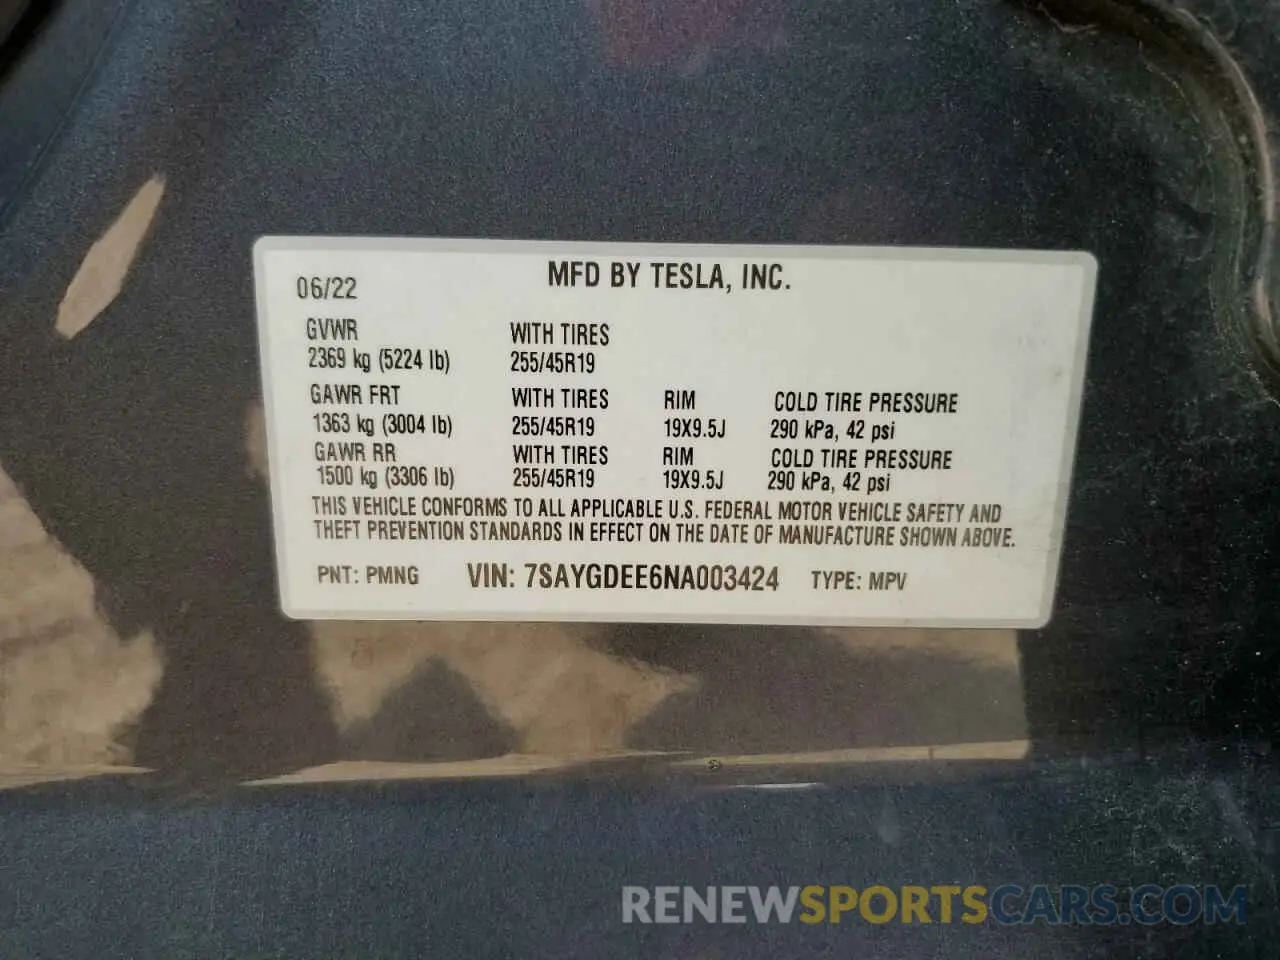 MFD BY TESLA, INC.
06/22
GVWR WITH TIRES
2369 kg (5224 lb) 255/45R19
GAWR FRT WITH TIRES RIM COLD TIRE PRESSURE
1363 kg (3004 lb) 255/45R19 19X9.5J 290 kPa, 42 psi
GAWR RR WITH TIRES RIM COLD TIRE PRESSURE
1500 kg (3306 lb) 255/45R19 19X9.5J 290 kPa, 42 psi
THIS VEHICLE CONFORMS TO ALL APPLICABLE U.S. FEDERAL MOTOR VEHICLE SAFETY AND
THEFT PREVENTION STANDARDS IN EFFECT ON THE DATE OF MANUFACTURE SHOWN ABOVE.
PNT: PMNG VIN: 7SAYGDEE6NA003424 TYPE: MPV
RENEWSPORTSCARS.COM